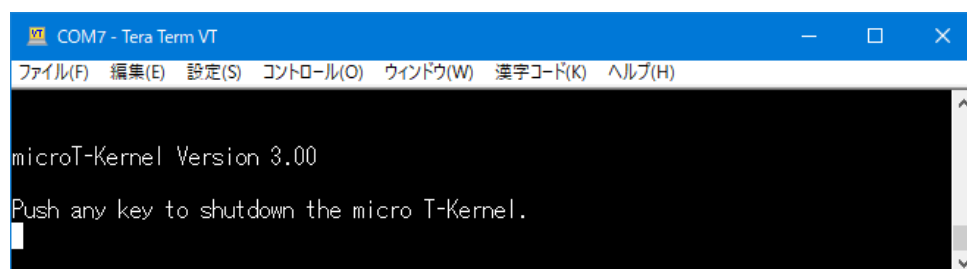 COM7 - Tera Term VT
ファイル(F) 編集(E) 設定(S) コントロール(O) ウィンドウ(W) 漢字コード(K) ヘルプ(H)
microT-Kernel Version 3.00
Push any key to shutdown the micro T-Kernel.